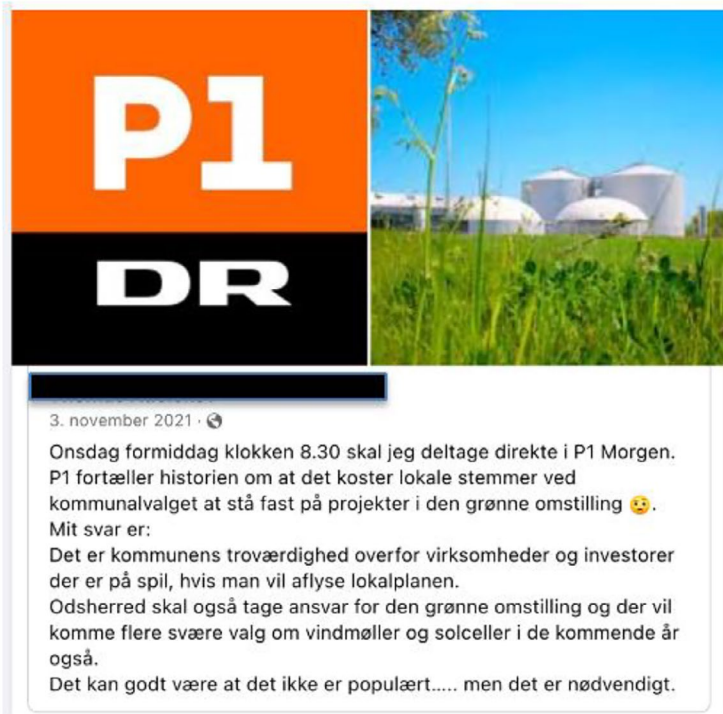 P1
DR
3. november 2021 ·
Onsdag formiddag klokken 8.30 skal jeg deltage direkte i P1 Morgen.
P1 fortæller historien om at det koster lokale stemmer ved
kommunalvalget at stå fast på projekter i den grønne omstilling 😉.
Mit svar er:
Det er kommunens troværdighed overfor virksomheder og investorer
der er på spil, hvis man vil aflyse lokalplanen.
Odsherred skal også tage ansvar for den grønne omstilling og der vil
komme flere svære valg om vindmøller og solceller i de kommende år
også.
Det kan godt være at det ikke er populært..... men det er nødvendigt.